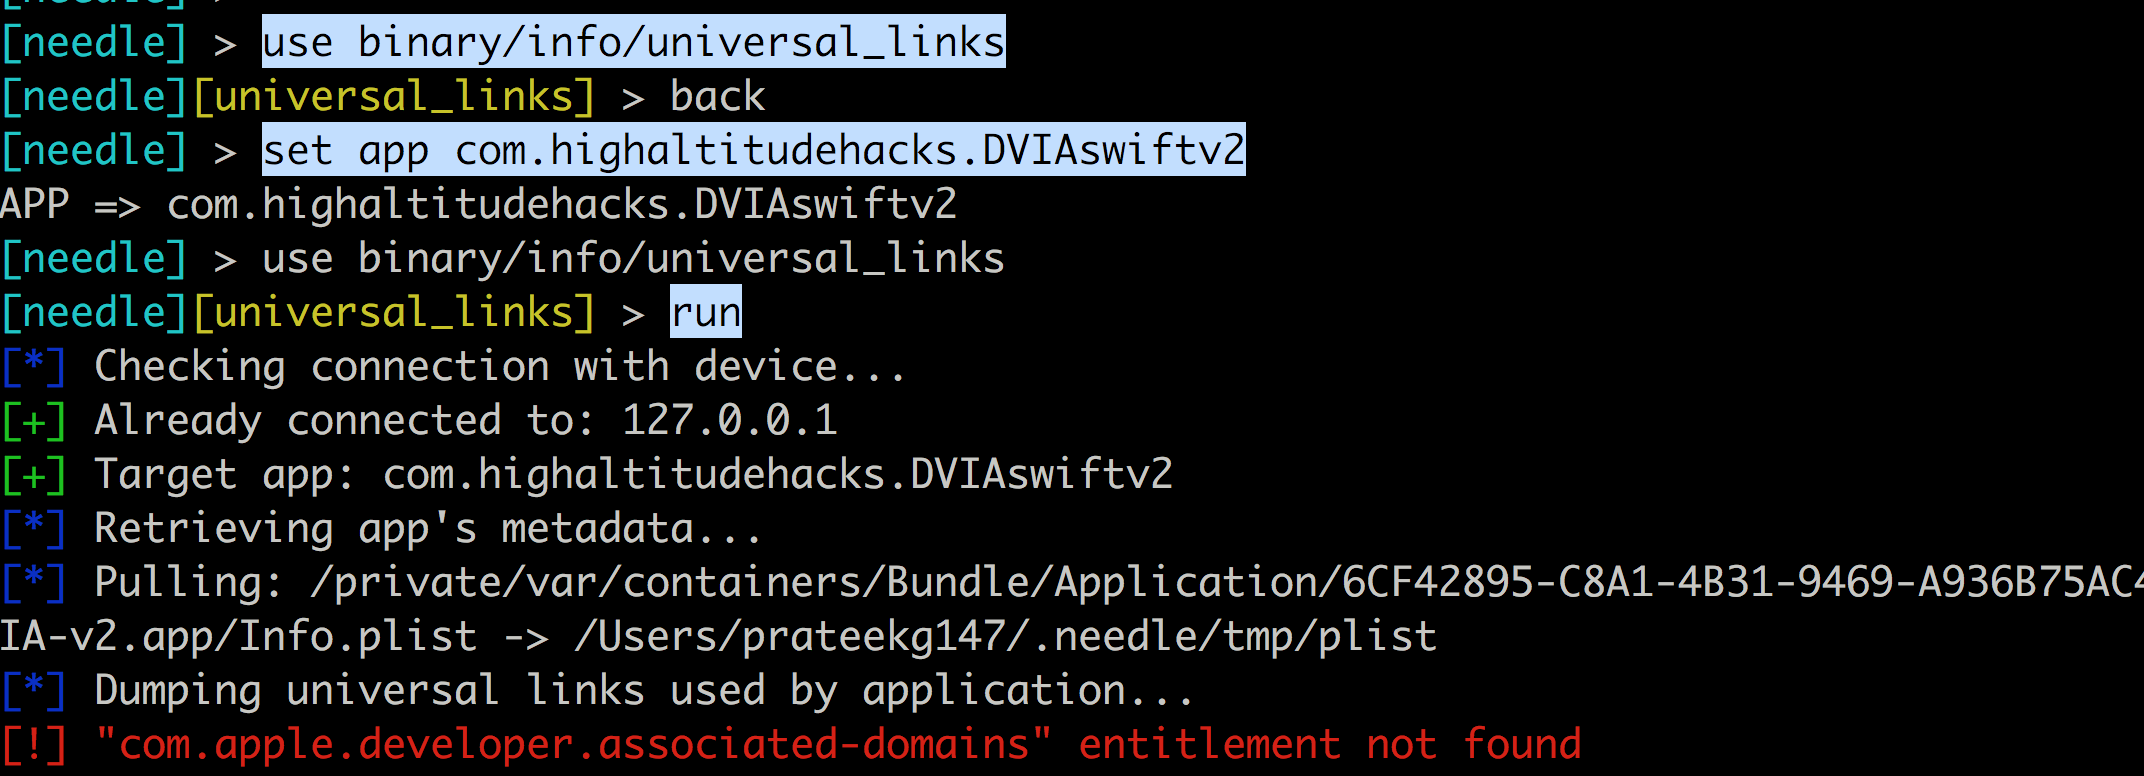 [needle] >
[needle] > use binary/info/universal_links
[needle][universal_links] > back
[needle] > set app com.highaltitudehacks.DVIAswiftv2
APP => com.highaltitudehacks.DVIAswiftv2
[needle] > use binary/info/universal_links
[needle][universal_links] > run
[*] Checking connection with device...
[+] Already connected to: 127.0.0.1
[+] Target app: com.highaltitudehacks.DVIAswiftv2
[*] Retrieving app's metadata...
[*] Pulling: /private/var/containers/Bundle/Application/6CF42895-C8A1-4B31-9469-A936B75AC4
IA-v2.app/Info.plist -> /Users/prateekg147/.needle/tmp/plist
[*] Dumping universal links used by application...
[!] "com.apple.developer.associated-domains" entitlement not found